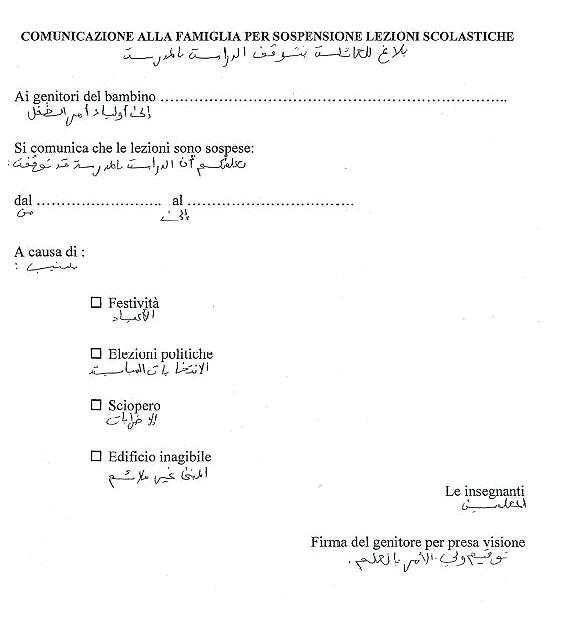 COMUNICAZIONE ALLA FAMIGLIA PER SOSPENSIONE LEZIONI SCOLASTICHE
بلاغ للعائلة بتوقف الدراسة بالمدرسة
Ai genitori del bambino ……………………………………………………………………..
إلى أولياء أمر الطفل
Si comunica che le lezioni sono sospese:
نعلمكم أن الدراسة بالمدرسة قد توقفت:
dal ……………………. al …………………………….
من إلى
A causa di :
بسبب :
☐ Festività
الأعياد
☐ Elezioni politiche
الانتخابات السياسية
☐ Sciopero
الاضرابات
☐ Edificio inagibile
المبنى غير ملائم
Le insegnanti
المعلمين
Firma del genitore per presa visione
توقيع ولي الأمر بالعلم.